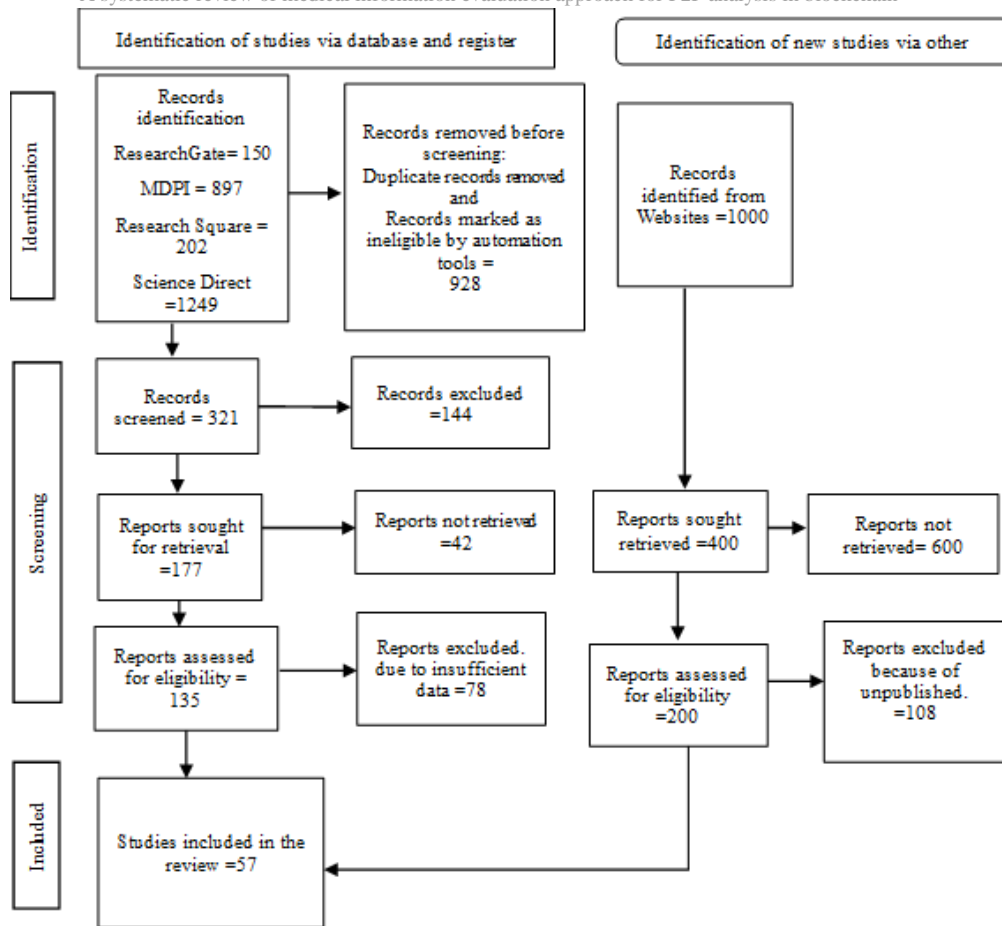 Identification of studies via database and register
Identification of new studies via other
Identification
Records
identification
ResearchGate= 150
MDPI = 897
Research Square =
202
Science Direct
=1249
Records removed before
screening:
Duplicate records removed
and
Records marked as
ineligible by automation
tools =
928
Records
identified from
Websites =1000
Screening
Records
screened = 321
Records excluded
=144
Reports sought
for retrieval
=177
Reports not retrieved
=42
Reports sought
retrieved =400
Reports not
retrieved= 600
Reports assessed
for eligibility =
135
Reports excluded.
due to insufficient
data =78
Reports assessed
for eligibility
=200
Reports excluded
because of
unpublished.
=108
Included
Studies included in the
review =57